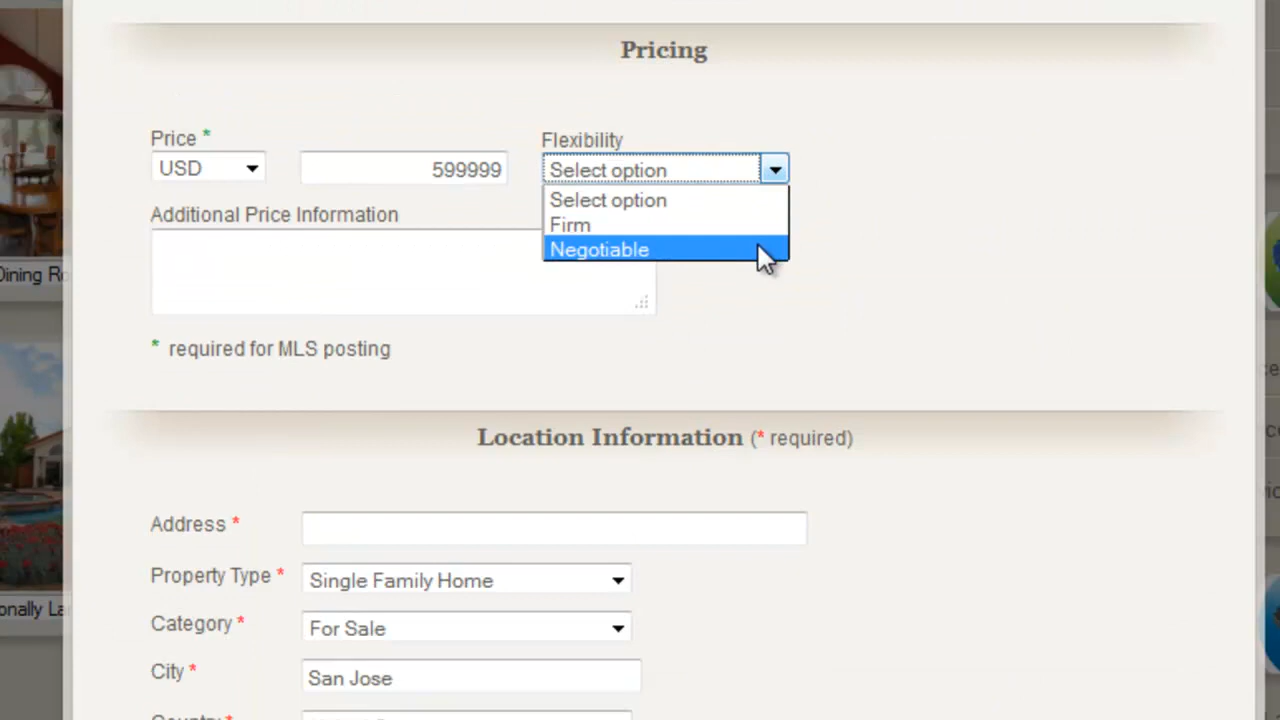 Pricing
Price *
Flexibility
USD
599999
Select option
Select option
Firm
Negotiable
Additional Price Information
* required for MLS posting
Dining Ro
Location Information (* required)
Address *
Property Type *
Single Family Home
Category *
For Sale
onally La
City *
San Jose